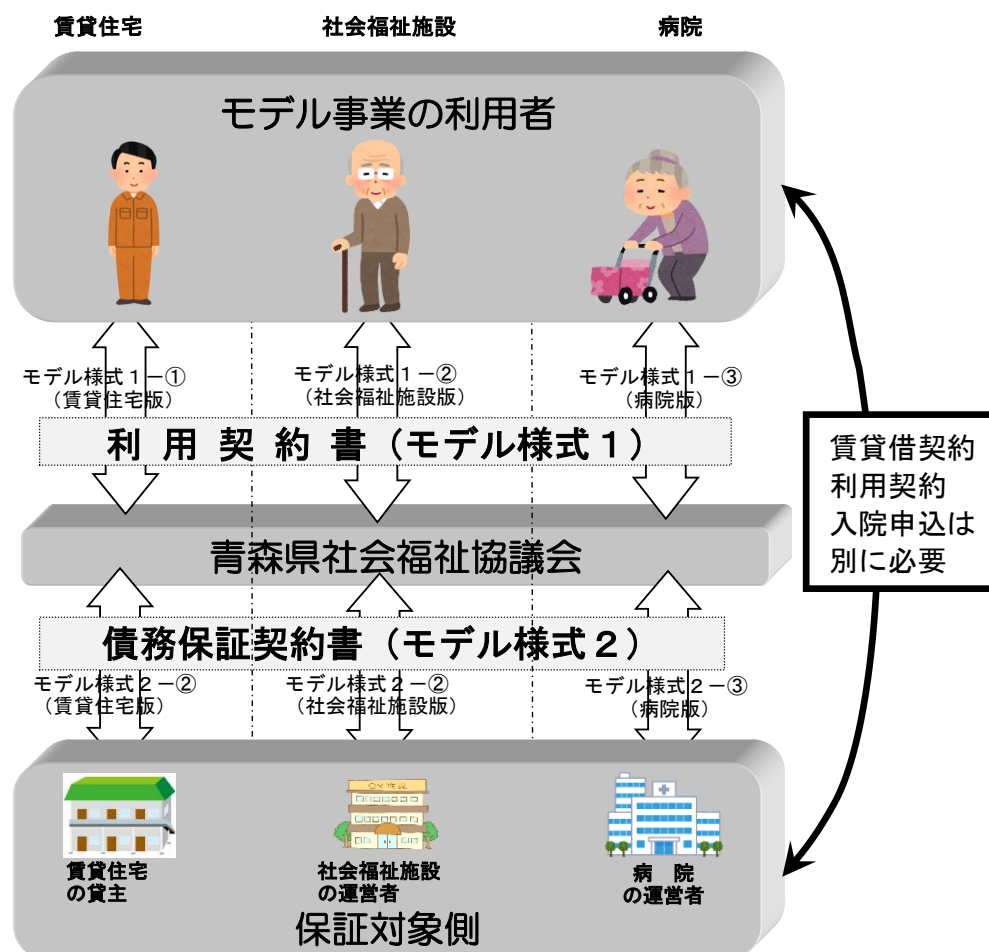 賃貸住宅
社会福祉施設
病院
モデル事業の利用者
モデル様式1－①
（賃貸住宅版）
モデル様式1－②
（社会福祉施設版）
モデル様式1－③
（病院版）
利用契約書（モデル様式1）
青森県社会福祉協議会
賃貸借契約
利用契約
入院申込は
別に必要
債務保証契約書（モデル様式2）
モデル様式2－②
（賃貸住宅版）
モデル様式2－②
（社会福祉施設版）
モデル様式2－③
（病院版）
賃貸住宅
の貸主
社会福祉施設
の運営者
病　院
の運営者
保証対象側